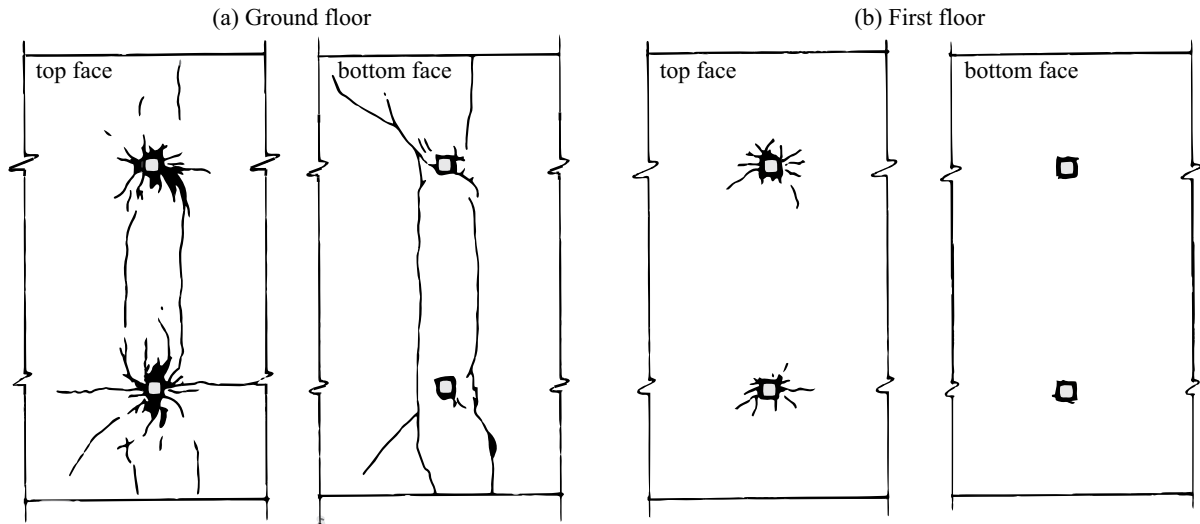 (a) Ground floor
(b) First floor
top face
bottom face
top face
bottom face